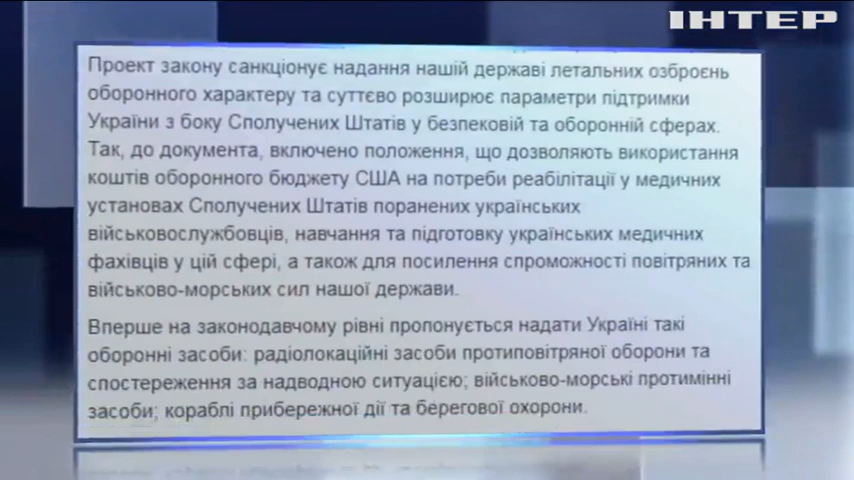 ІНТЕР
Проект закону санкціонує надання нашій державі летальних озброєнь
оборонного характеру та суттєво розширює параметри підтримки
України з боку Сполучених Штатів у безпековій та оборонній сферах.
Так, до документа, включено положення, що дозволяють використання
коштів оборонного бюджету США на потреби реабілітації у медичних
установах Сполучених Штатів поранених українських
військовослужбовців, навчання та підготовку українських медичних
фахівців у цій сфері, а також для посилення спроможності повітряних та
військово-морських сил нашої держави.
Вперше на законодавчому рівні пропонується надати Україні такі
оборонні засоби: радіолокаційні засоби протиповітряної оборони та
спостереження за надводною ситуацією; військово-морські протимінні
засоби; кораблі прибережної дії та берегової охорони.